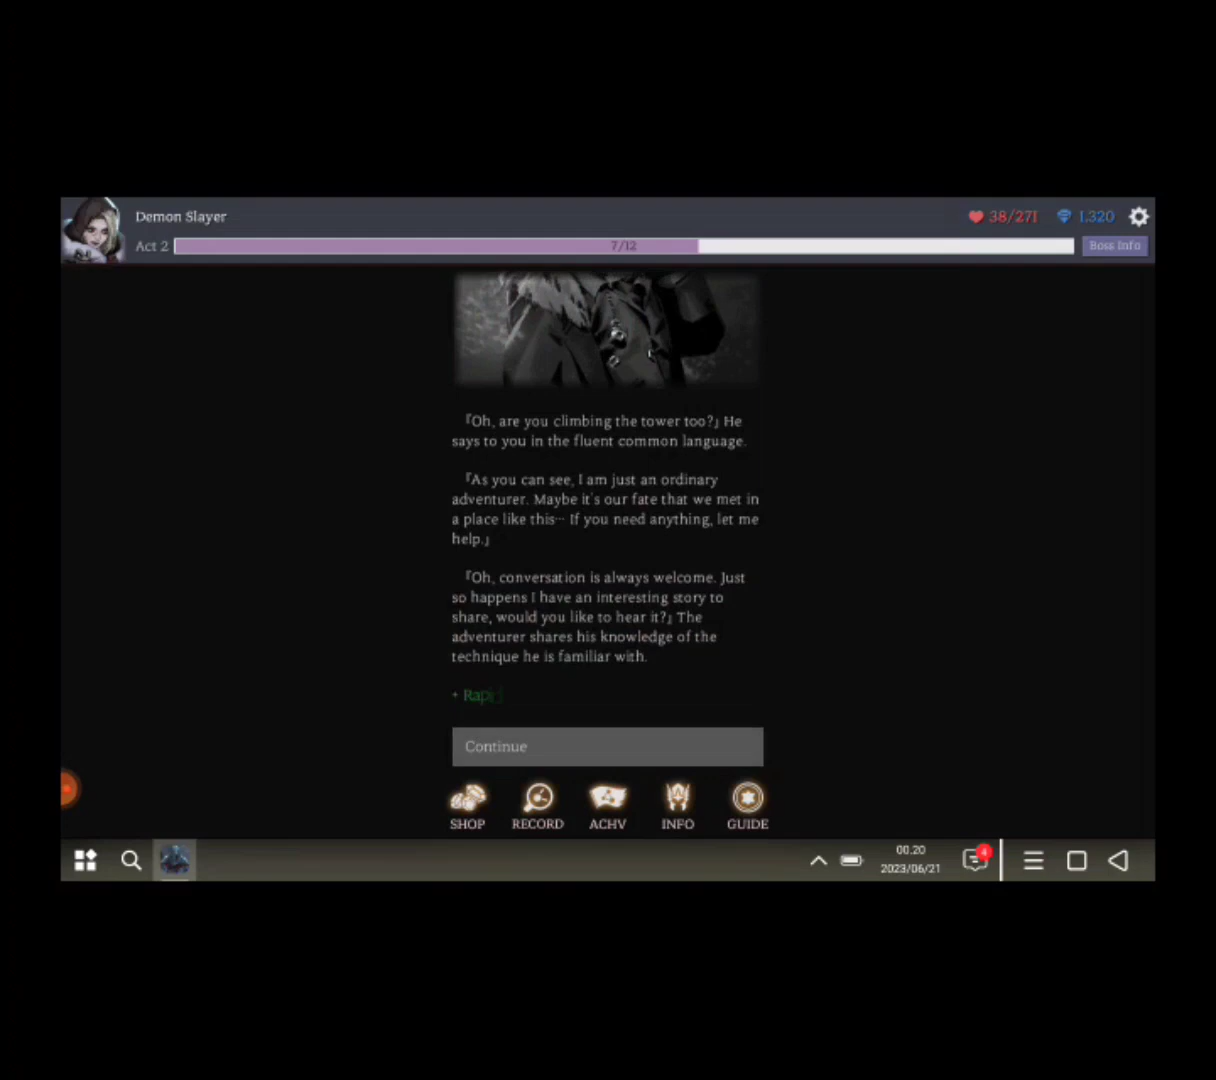 Demon Slayer
38/271
1,320
Act 2
7/12
Boss Info
『Oh, are you climbing the tower too?』 He
says to you in the fluent common language.
『As you can see, I am just an ordinary
adventurer. Maybe it's our fate that we met in
a place like this… If you need anything, let me
help.』
『Oh, conversation is always welcome. Just
so happens I have an interesting story to
share, would you like to hear it?』 The
adventurer shares his knowledge of the
technique he is familiar with.
+ Rapi
Continue
SHOP
RECORD
ACHV
INFO
GUIDE
00.20
2023/06/21
4